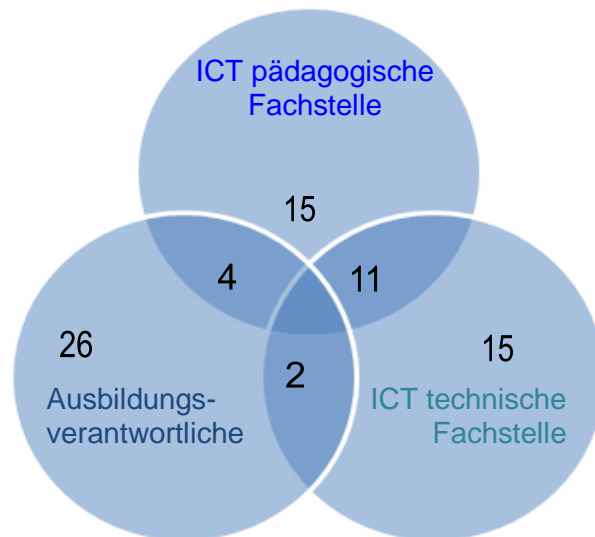 ICT pädagogische
Fachstelle
15
4
11
26
15
2
Ausbildungs-
verantwortliche
ICT technische
Fachstelle